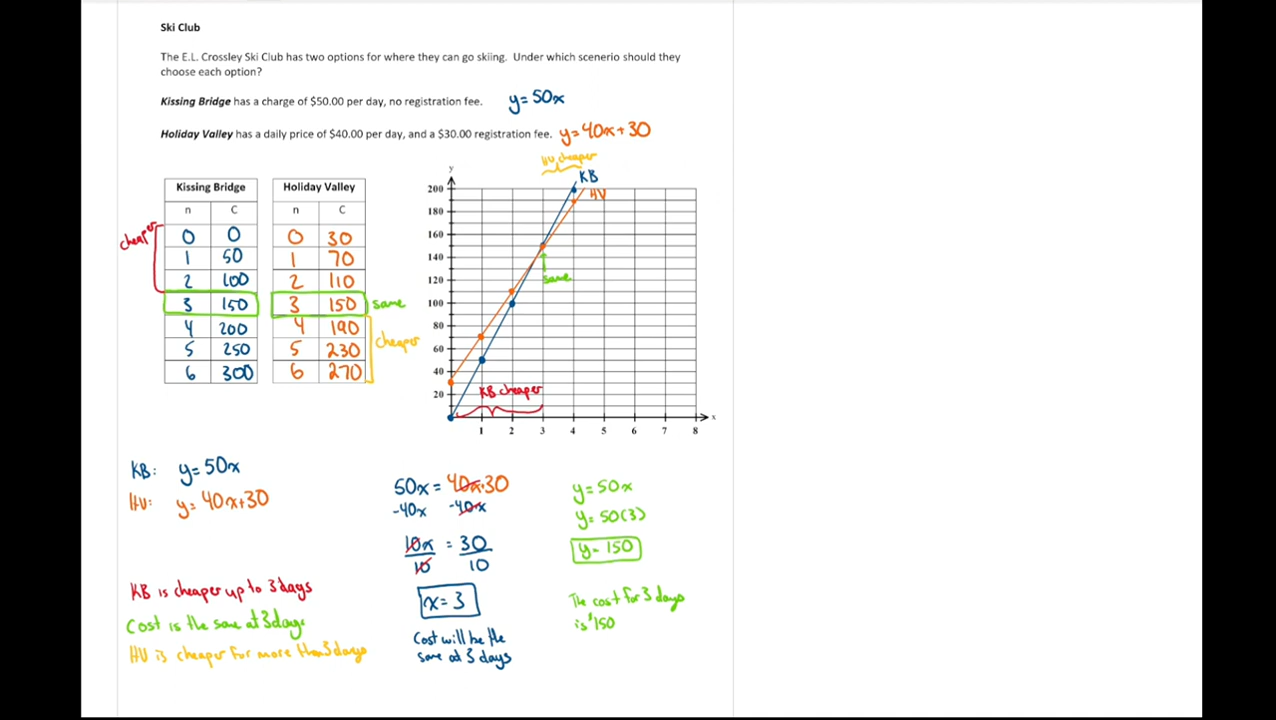 Ski Club
The E.L. Crossley Ski Club has two options for where they can go skiing. Under which scenerio should they
choose each option?
Kissing Bridge has a charge of $50.00 per day, no registration fee. y=50x
Holiday Valley has a daily price of $40.00 per day, and a $30.00 registration fee. y=40x+30
Kissing Bridge
n C
0 0
1 50
2 100
3 150
4 200
5 250
6 300
cheaper
Holiday Valley
n C
0 30
1 70
2 110
3 150
4 190
5 230
6 270
same
cheaper
HV cheaper
KB
HV
y
200
180
160
140
120
100
80
60
40
20
same
KB cheaper
1 2 3 4 5 6 7 8 x
KB: y=50x
HV: y=40x+30
KB is cheaper up to 3 days
Cost is the same at 3 days
HV is cheaper for more than 3 days
50x = 40x+30
-40x -40x
10x = 30
10 10
x=3
Cost will be the
same at 3 days
y=50x
y=50(3)
y=150
The cost for 3 days
is $150